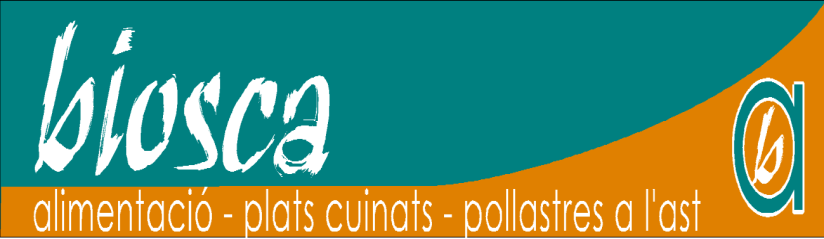 biosca
alimentació - plats cuinats - pollastres a l'ast
a
b